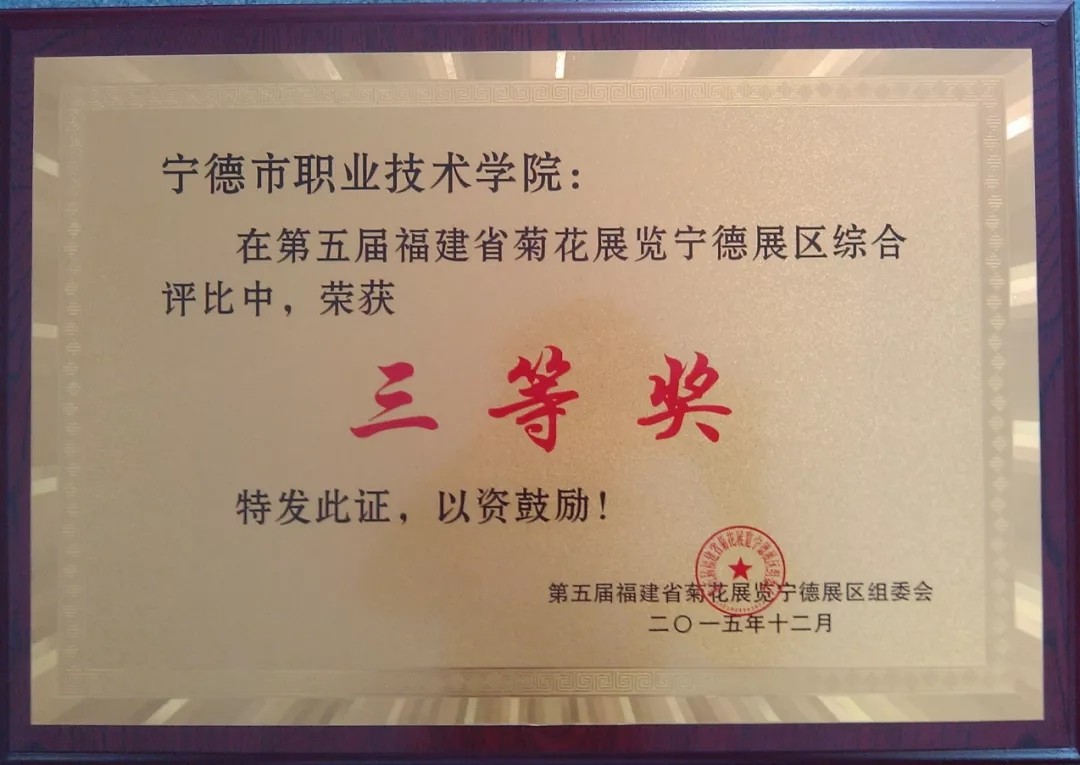 宁德市职业技术学院：
在第五届福建省菊花展览宁德展区综合
评比中，荣获
三等奖
特发此证，以资鼓励！
第五届福建省菊花展览宁德展区组委会
二〇一五年十二月